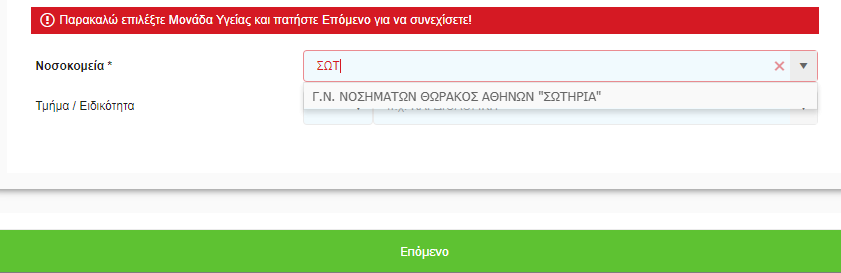 Παρακαλώ επιλέξτε Μονάδα Υγείας και πατήστε Επόμενο για να συνεχίσετε!
Νοσοκομεία * ΣΩΤ
Γ.Ν. ΝΟΣΗΜΑΤΩΝ ΘΩΡΑΚΟΣ ΑΘΗΝΩΝ "ΣΩΤΗΡΙΑ"
Τμήμα / Ειδικότητα
Επόμενο